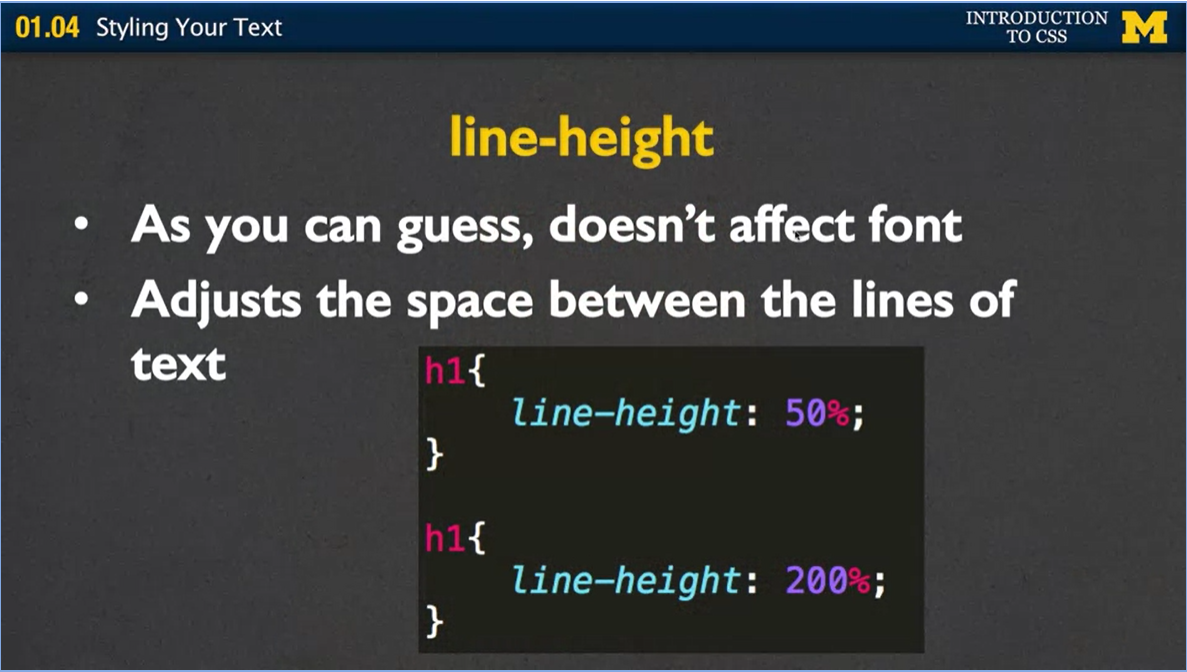 01.04 Styling Your Text
INTRODUCTION
TO CSS
M
line-height
• As you can guess, doesn't affect font
• Adjusts the space between the lines of
text
h1{
line-height: 50%;
}
h1{
line-height: 200%;
}